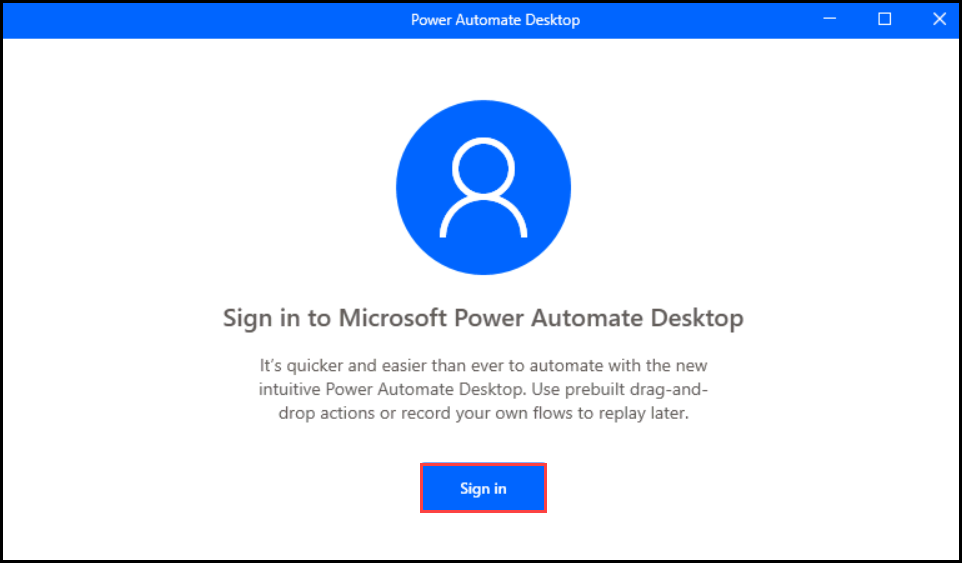 Power Automate Desktop
Sign in to Microsoft Power Automate Desktop
It’s quicker and easier than ever to automate with the new
intuitive Power Automate Desktop. Use prebuilt drag-and-
drop actions or record your own flows to replay later.
Sign in